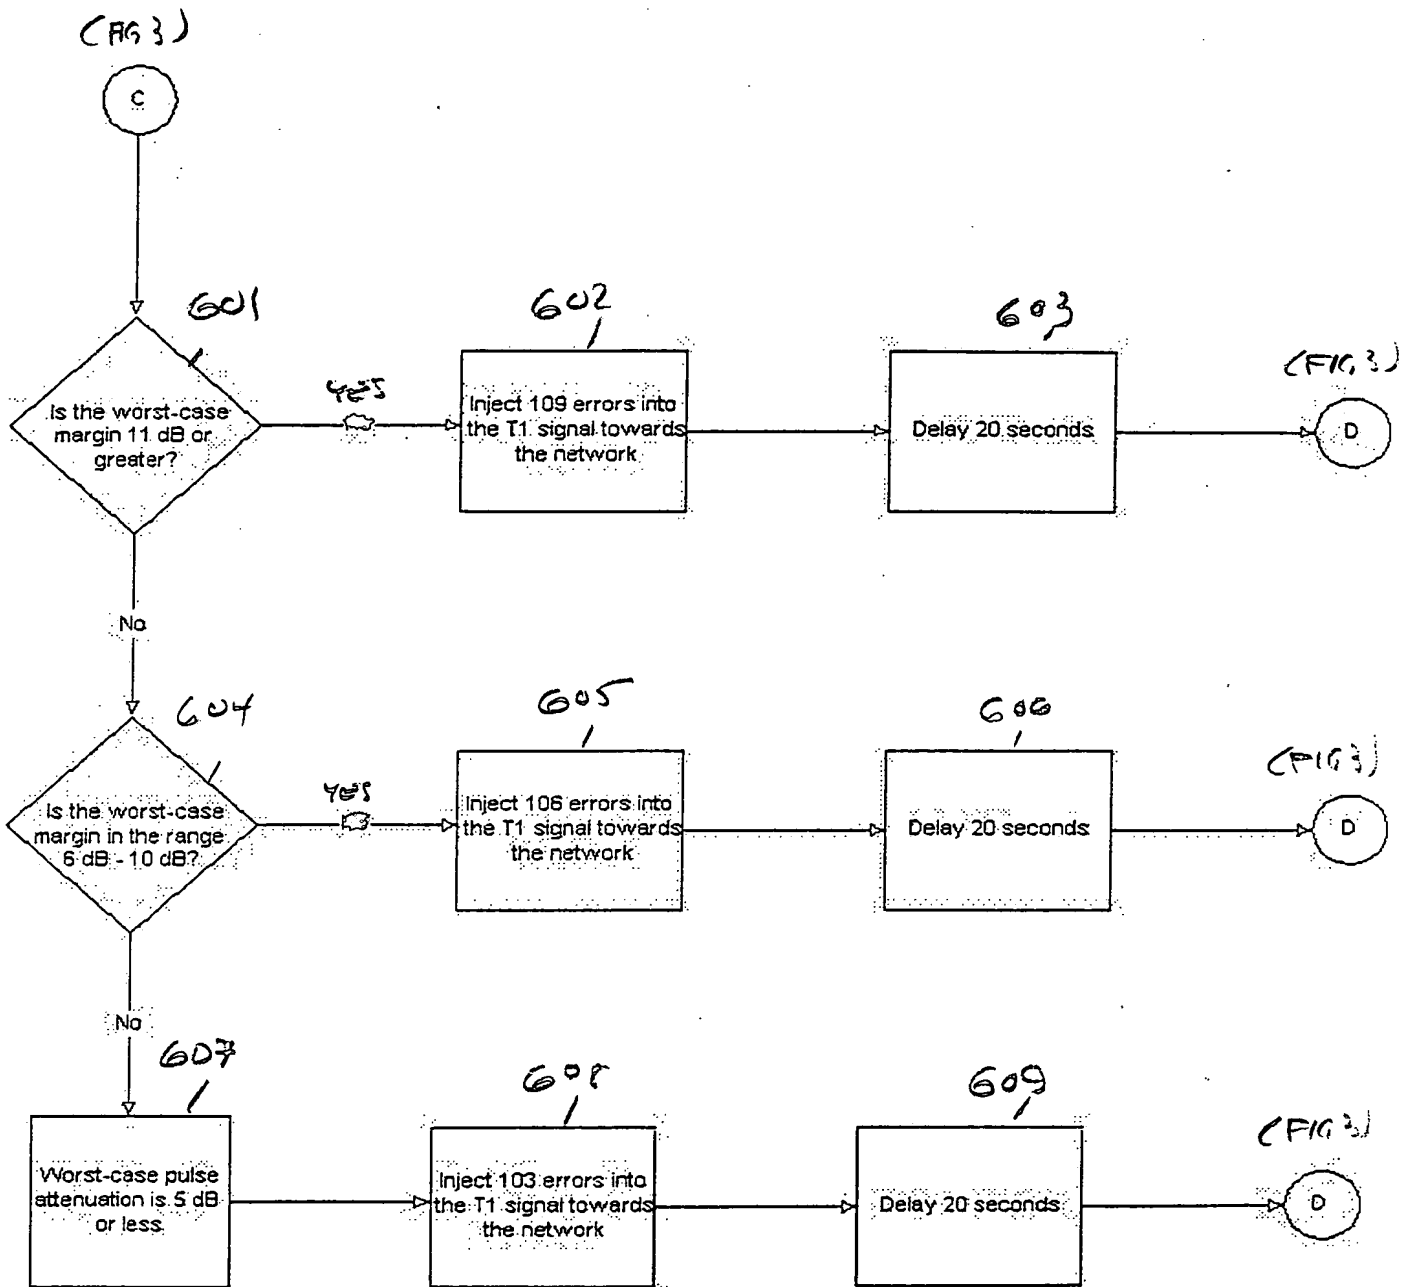 (FIG 3)
C
601
602
603
(FIG 3)
Is the worst-case
margin 11 dB or
greater?
YES
Inject 109 errors into
the T1 signal towards
the network
Delay 20 seconds
D
No
604
605
606
(FIG 3)
Is the worst-case
margin in the range
6 dB - 10 dB?
YES
Inject 106 errors into
the T1 signal towards
the network
Delay 20 seconds
D
No
607
608
609
(FIG 3)
Worst-case pulse
attenuation is 5 dB
or less
Inject 103 errors into
the T1 signal towards
the network
Delay 20 seconds
D